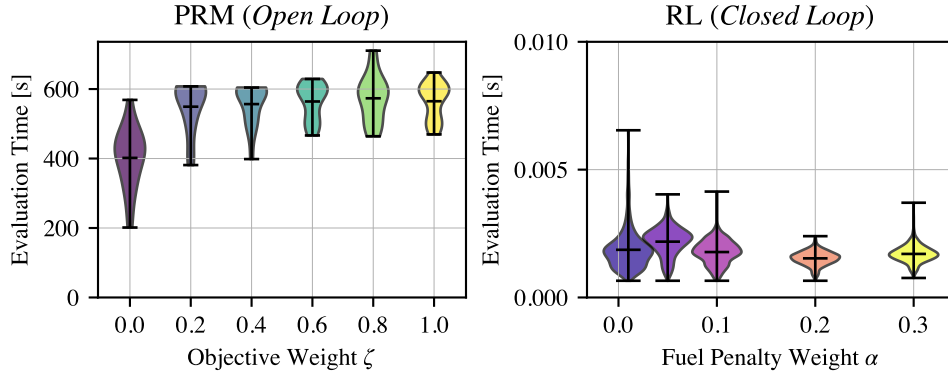 PRM (Open Loop)
Evaluation Time [s]
600
400
200
0
0.0 0.2 0.4 0.6 0.8 1.0
Objective Weight ζ
RL (Closed Loop)
Evaluation Time [s]
0.010
0.005
0.000
0.0 0.1 0.2 0.3
Fuel Penalty Weight α